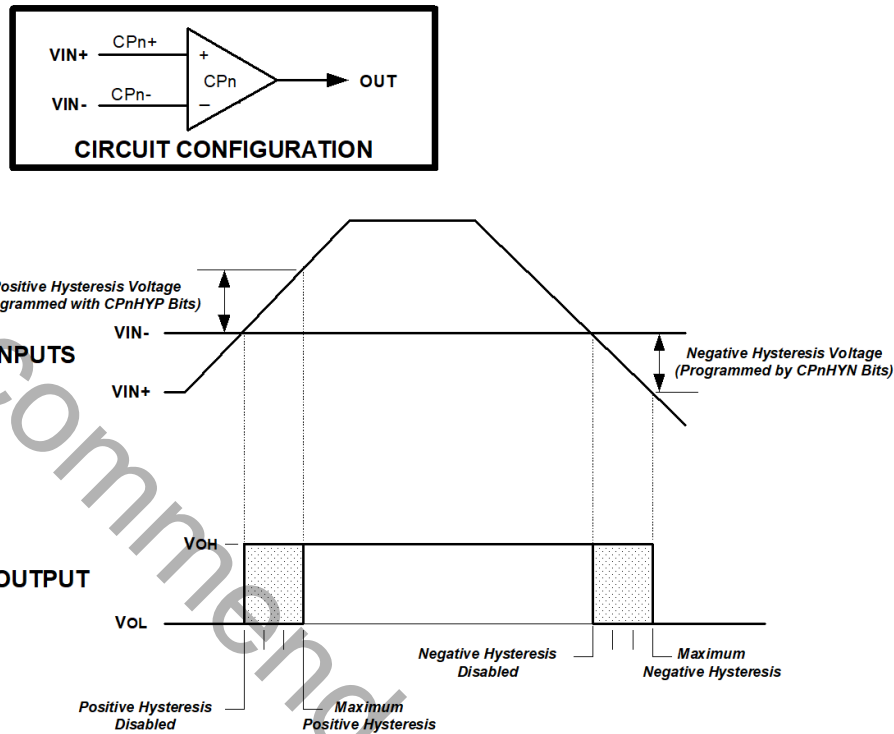 VIN+
CPn+
+
CPn
OUT
VIN-
CPn-
–
CIRCUIT CONFIGURATION
ositive Hysteresis Voltage
grammed with CPnHYP Bits)
VIN-
NPUTS
Negative Hysteresis Voltage
(Programmed by CPnHYN Bits)
VIN+
commend
VOH
OUTPUT
VOL
Negative Hysteresis
Disabled
Maximum
Negative Hysteresis
Positive Hysteresis
Disabled
Maximum
Positive Hysteresis